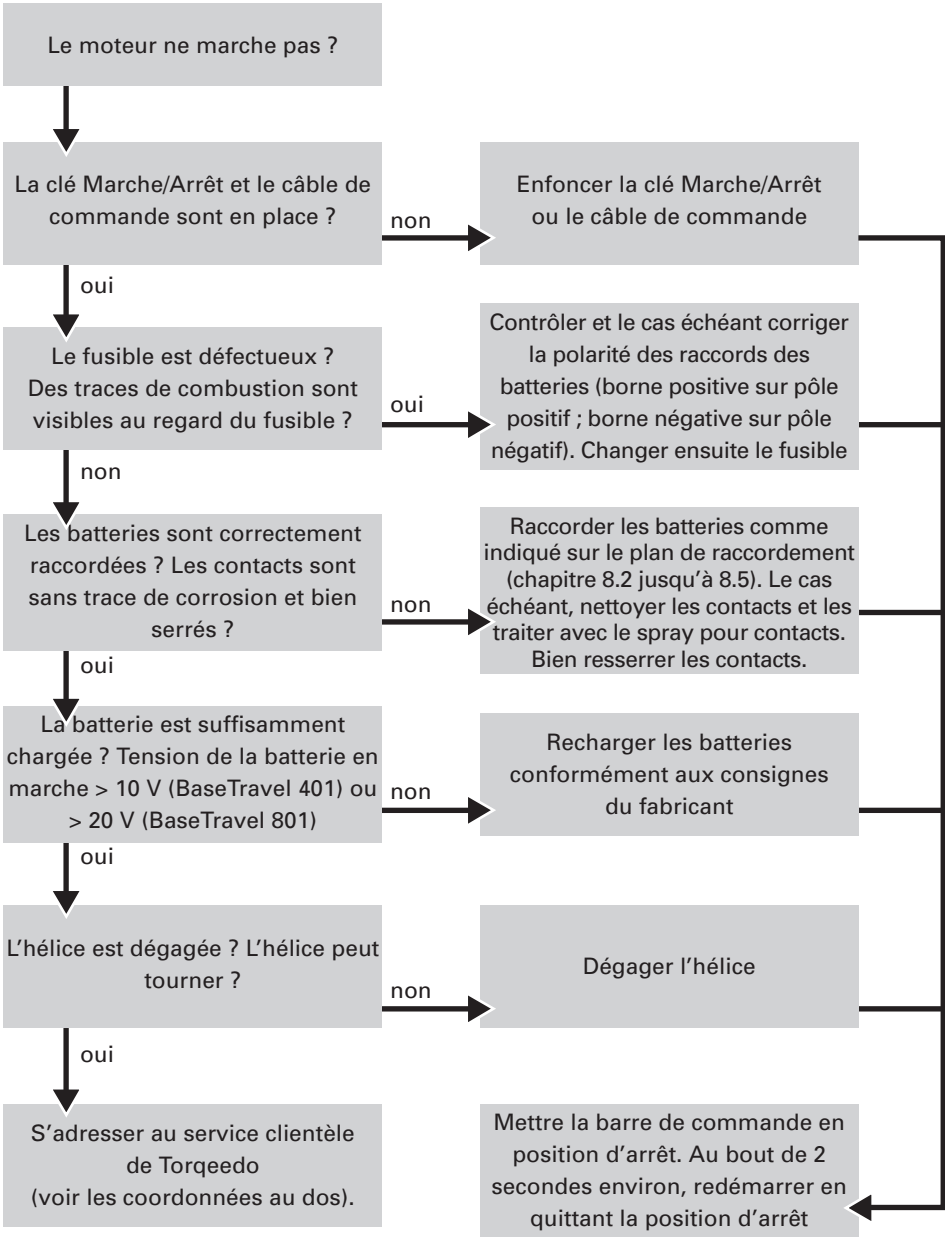 Le moteur ne marche pas ?
La clé Marche/Arrêt et le câble de
commande sont en place ?
non
Enfoncer la clé Marche/Arrêt
ou le câble de commande
oui
Le fusible est défectueux ?
Des traces de combustion sont
visibles au regard du fusible ?
oui
Contrôler et le cas échéant corriger
la polarité des raccords des
batteries (borne positive sur pôle
positif ; borne négative sur pôle
négatif). Changer ensuite le fusible
non
Les batteries sont correctement
raccordées ? Les contacts sont
sans trace de corrosion et bien
serrés ?
non
Raccorder les batteries comme
indiqué sur le plan de raccordement
(chapitre 8.2 jusqu’à 8.5). Le cas
échéant, nettoyer les contacts et les
traiter avec le spray pour contacts.
Bien resserrer les contacts.
oui
La batterie est suffisamment
chargée ? Tension de la batterie en
marche > 10 V (BaseTravel 401) ou
> 20 V (BaseTravel 801)
non
Recharger les batteries
conformément aux consignes
du fabricant
oui
L’hélice est dégagée ? L’hélice peut
tourner ?
non
Dégager l’hélice
oui
S’adresser au service clientèle
de Torqeedo
(voir les coordonnées au dos).
Mettre la barre de commande en
position d’arrêt. Au bout de 2
secondes environ, redémarrer en
quittant la position d’arrêt